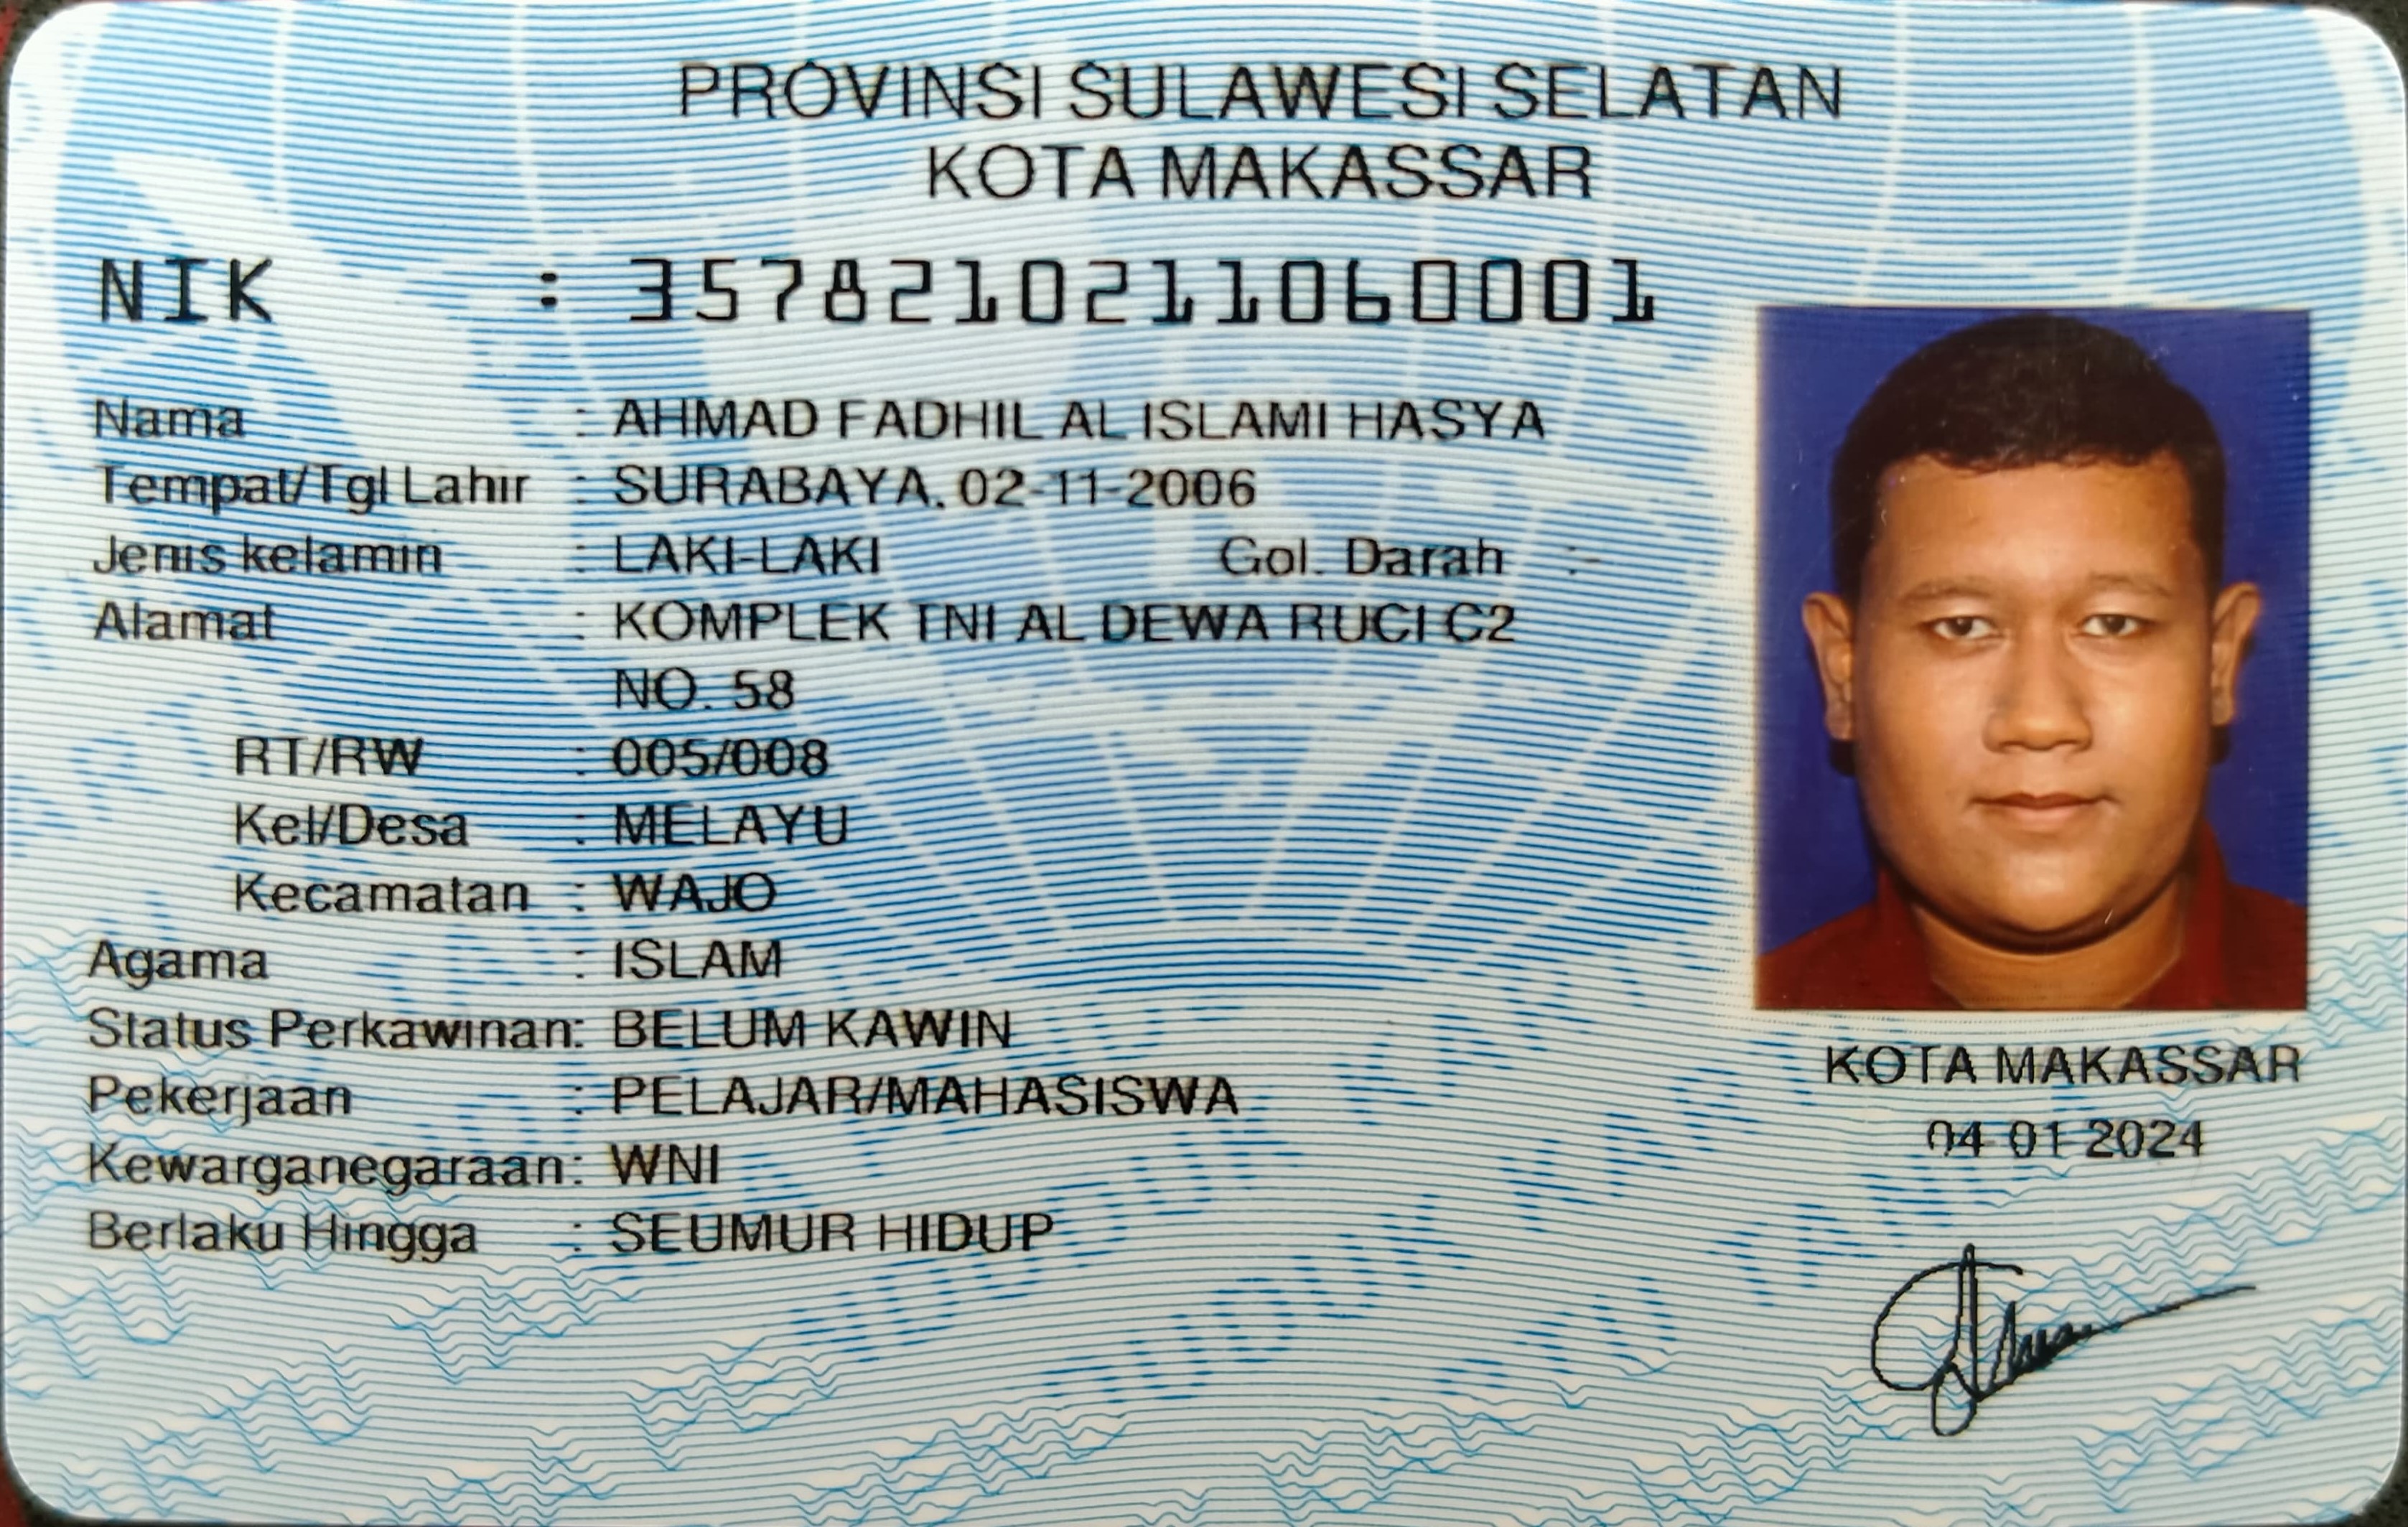 PROVINSI SULAWESI SELATAN
KOTA MAKASSAR
NIK : 3578210211060001
Nama : AHMAD FADHIL AL ISLAMI HASYA
Tempat/Tgl Lahir : SURABAYA, 02-11-2006
Jenis kelamin : LAKI-LAKI Gol. Darah :-
Alamat : KOMPLEK TNI AL DEWA RUCI C2
NO. 58
RT/RW : 005/008
Kel/Desa : MELAYU
Kecamatan : WAJO
Agama : ISLAM
Status Perkawinan: BELUM KAWIN
Pekerjaan : PELAJAR/MAHASISWA
Kewarganegaraan: WNI
Berlaku Hingga : SEUMUR HIDUP
KOTA MAKASSAR
04-01-2024